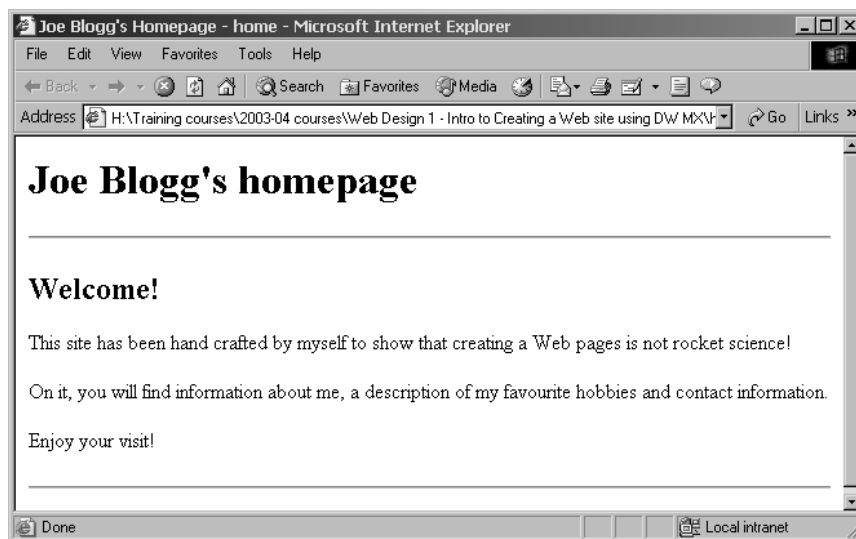 Joe Blogg's Homepage - home - Microsoft Internet Explorer
File Edit View Favorites Tools Help
Back Search Favorites Media
Address H:\Training courses\2003-04 courses\Web Design 1 - Intro to Creating a Web site using DW MX\ Go Links »
Joe Blogg's homepage
Welcome!
This site has been hand crafted by myself to show that creating a Web pages is not rocket science!
On it, you will find information about me, a description of my favourite hobbies and contact information.
Enjoy your visit!
Done Local intranet